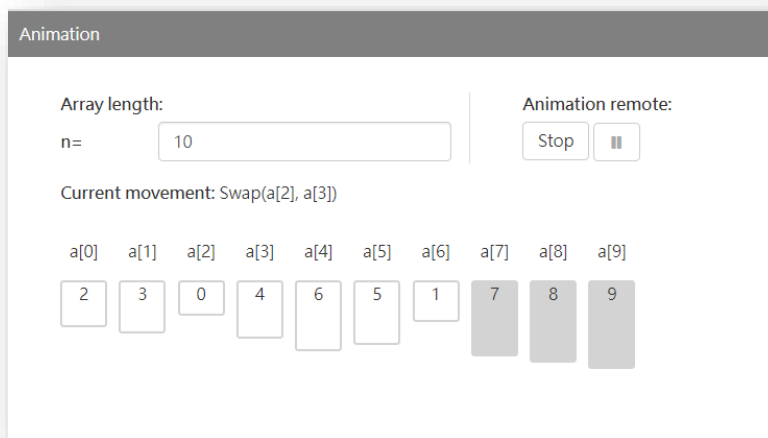 Animation
Array length: Animation remote:
n= 10 Stop
Current movement: Swap(a[2], a[3])
a[0] a[1] a[2] a[3] a[4] a[5] a[6] a[7] a[8] a[9]
2 3 0 4 6 5 1 7 8 9